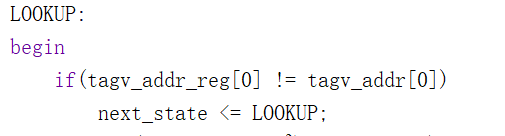 LOOKUP:
begin
if(tagv_addr_reg[0] != tagv_addr[0])
next_state <= LOOKUP;